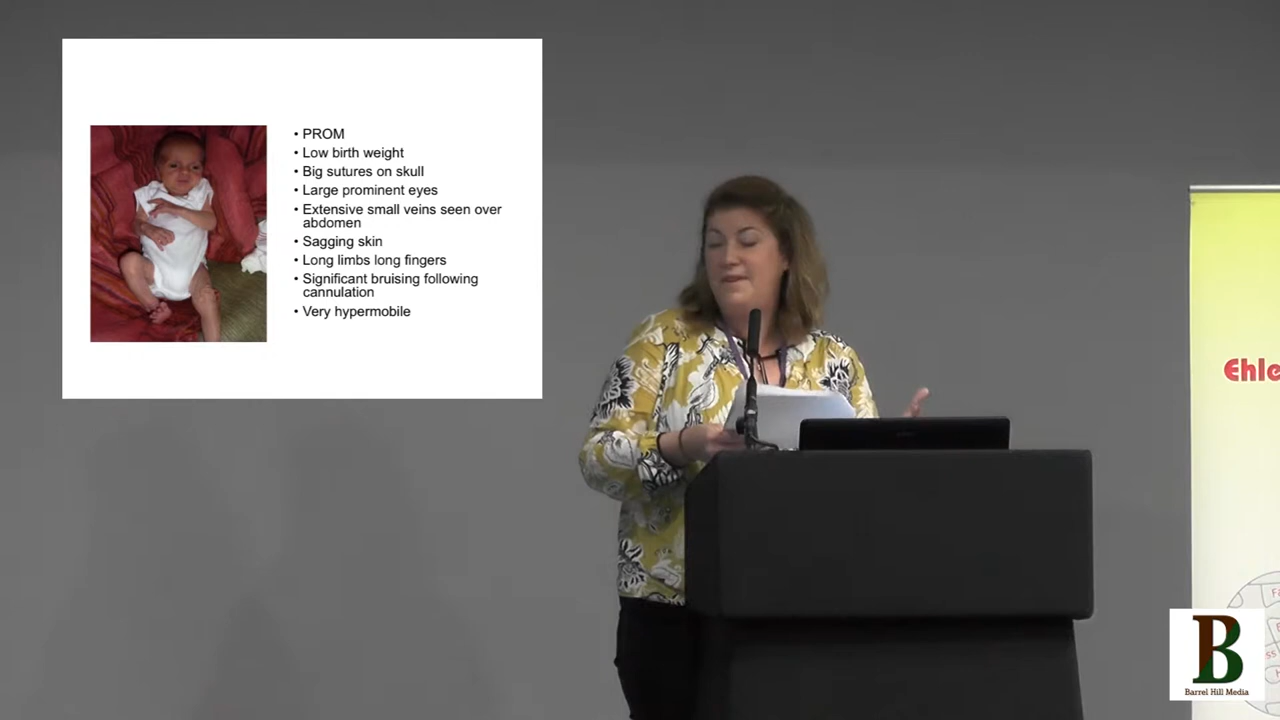 • PROM
• Low birth weight
• Big sutures on skull
• Large prominent eyes
• Extensive small veins seen over
abdomen
• Sagging skin
• Long limbs long fingers
• Significant bruising following
cannulation
• Very hypermobile
Ehle
B
Barrel Hill Media